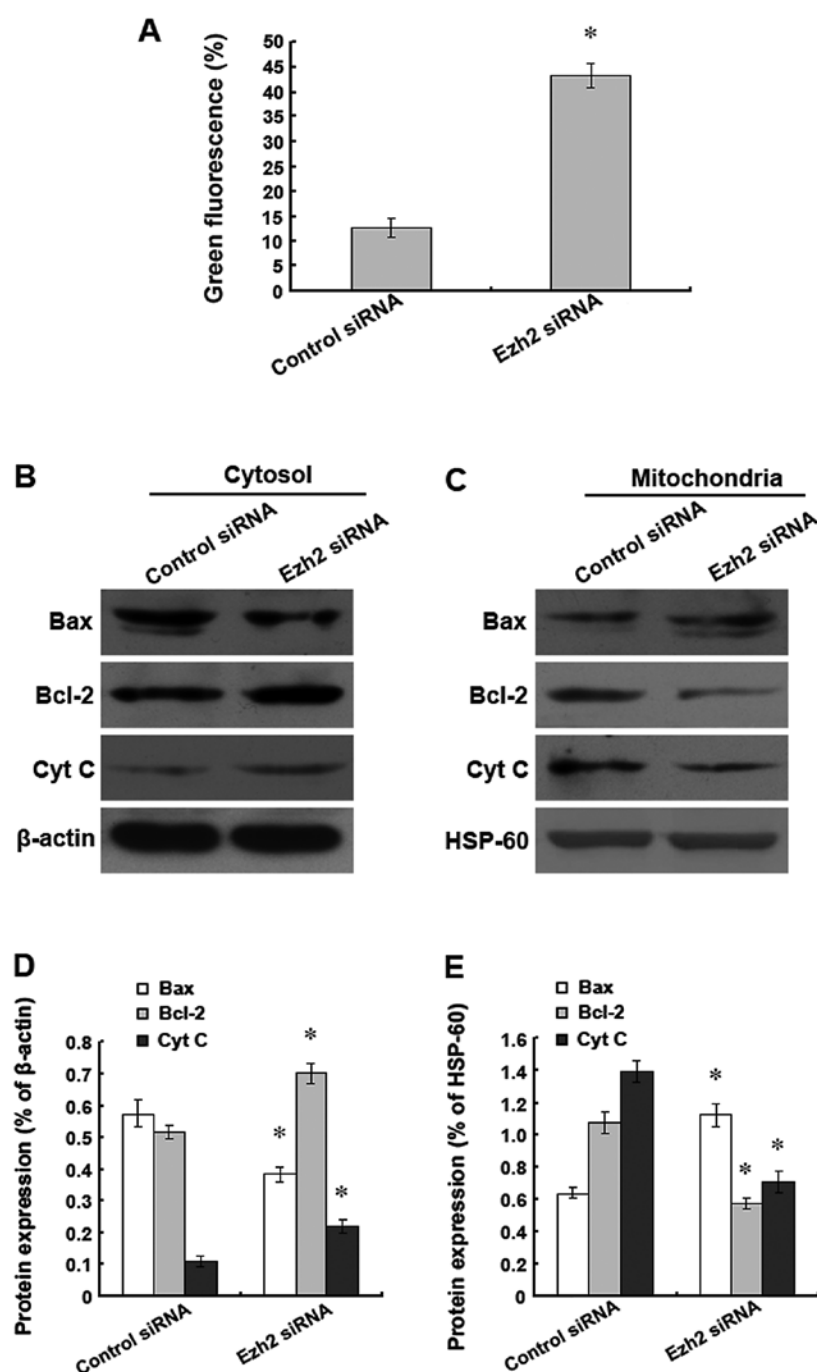 A
Green fluorescence (%)
50
45
40
35
30
25
20
15
10
5
0
*
Control siRNA
Ezh2 siRNA
B
Cytosol
Control siRNA
Ezh2 siRNA
Bax
Bcl-2
Cyt C
β-actin
C
Mitochondria
Control siRNA
Ezh2 siRNA
Bax
Bcl-2
Cyt C
HSP-60
D
Bax
Bcl-2
Cyt C
Protein expression (% of β-actin)
0.8
0.7
0.6
0.5
0.4
0.3
0.2
0.1
0
*
*
*
Control siRNA
Ezh2 siRNA
E
Bax
Bcl-2
Cyt C
Protein expression (% of HSP-60)
1.6
1.4
1.2
1.0
0.8
0.6
0.4
0.2
0
*
*
*
Control siRNA
Ezh2 siRNA